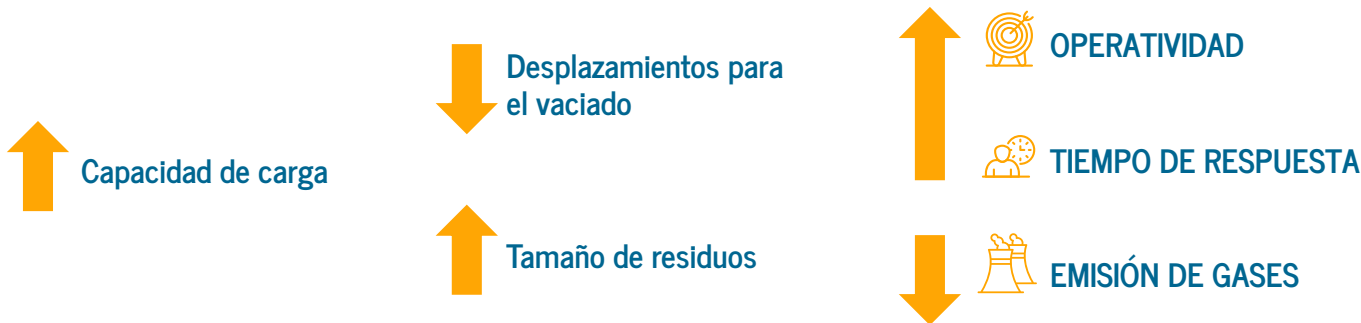 Capacidad de carga
Desplazamientos para
el vaciado
Tamaño de residuos
OPERATIVIDAD
TIEMPO DE RESPUESTA
EMISIÓN DE GASES